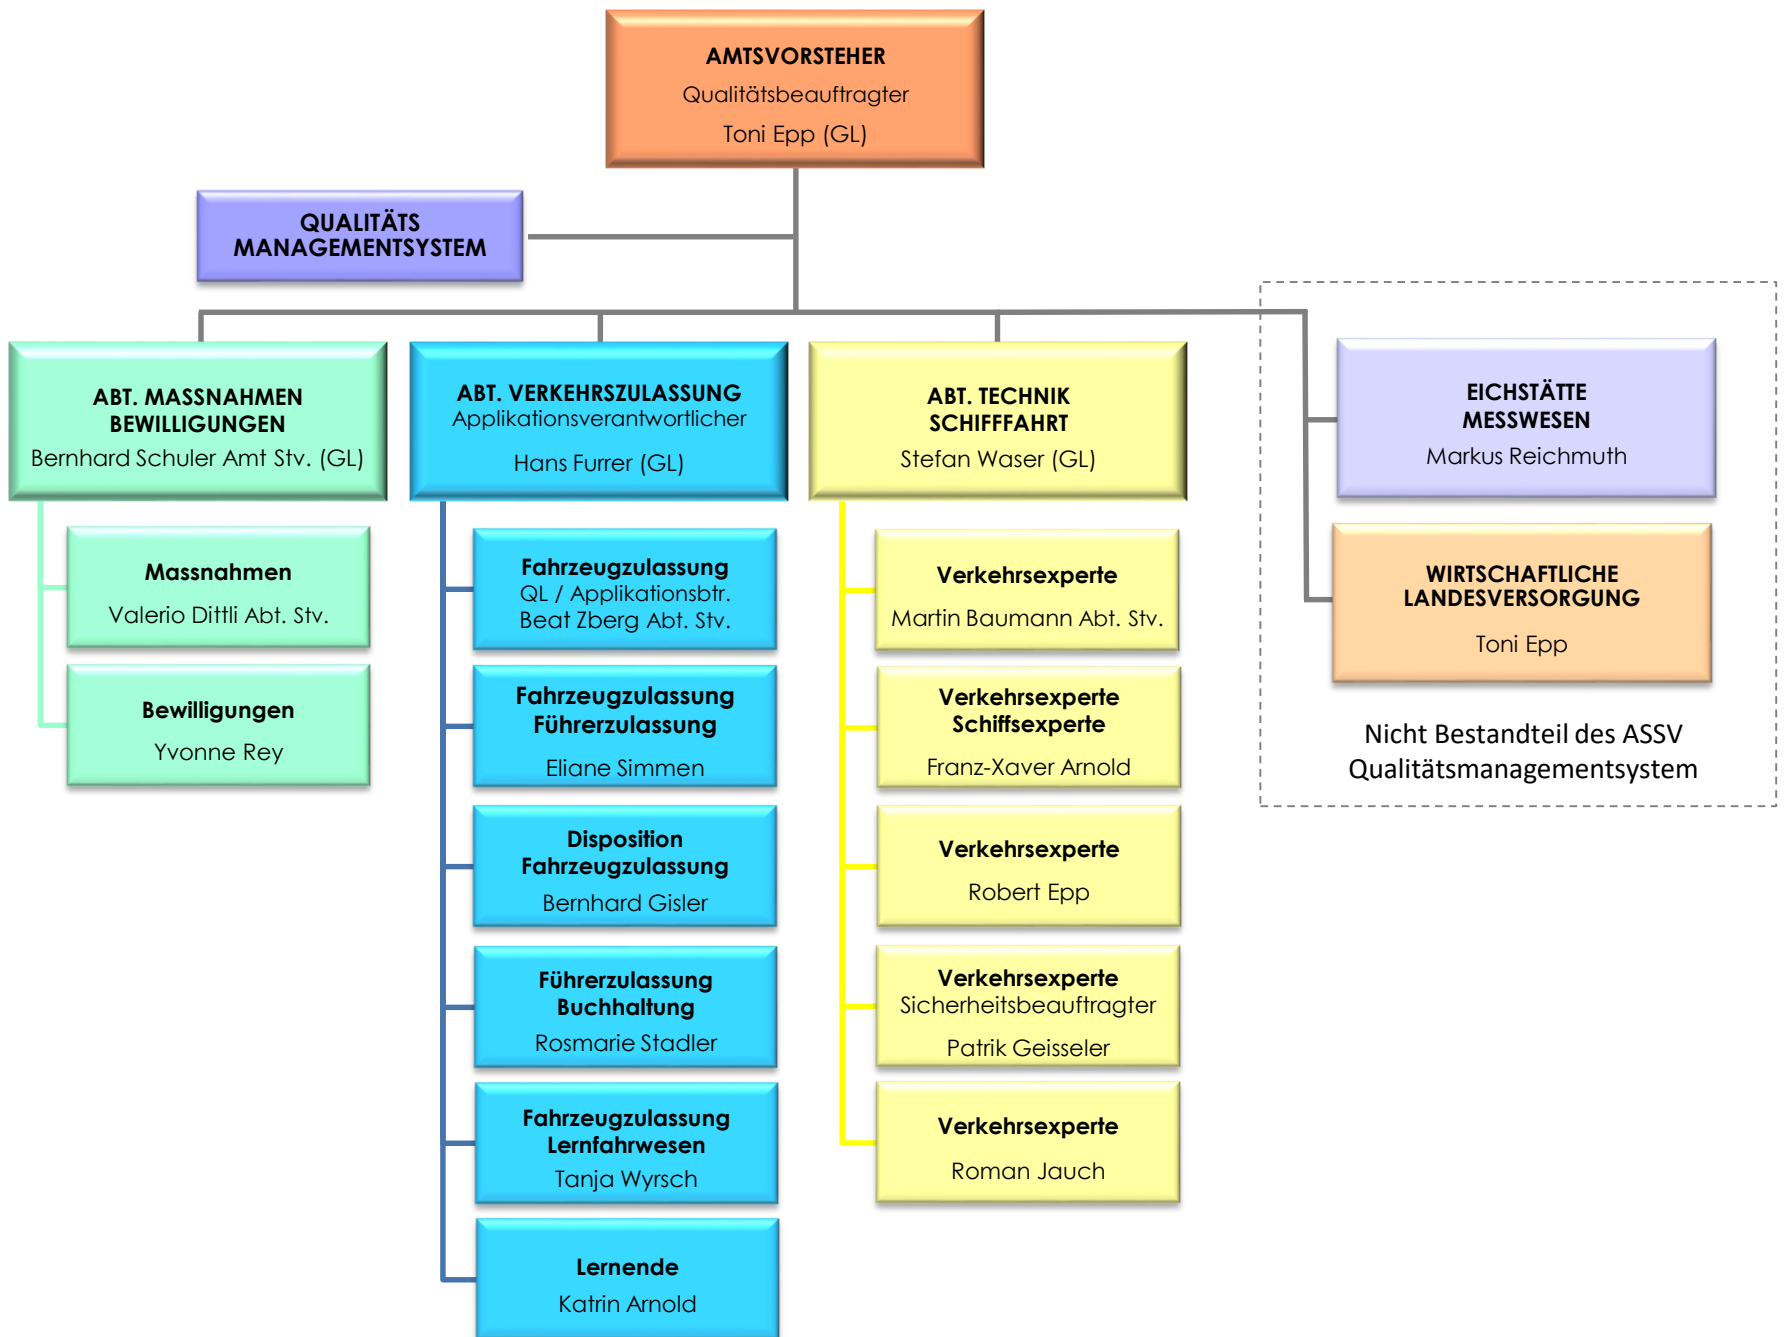 AMTSVORSTEHER
Qualitätsbeauftragter
Toni Epp (GL)
QUALITÄTS
MANAGEMENTSYSTEM
ABT. MASSNAHMEN
BEWILLIGUNGEN
Bernhard Schuler Amt Stv. (GL)
Massnahmen
Valerio Dittli Abt. Stv.
Bewilligungen
Yvonne Rey
ABT. VERKEHRSZULASSUNG
Applikationsverantwortlicher
Hans Furrer (GL)
Fahrzeugzulassung
QL / Applikationsbtr.
Beat Zberg Abt. Stv.
Fahrzeugzulassung
Führerzulassung
Eliane Simmen
Disposition
Fahrzeugzulassung
Bernhard Gisler
Führerzulassung
Buchhaltung
Rosmarie Stadler
Fahrzeugzulassung
Lernfahrwesen
Tanja Wyrsch
Lernende
Katrin Arnold
ABT. TECHNIK
SCHIFFFAHRT
Stefan Waser (GL)
Verkehrsexperte
Martin Baumann Abt. Stv.
Verkehrsexperte
Schiffsexperte
Franz-Xaver Arnold
Verkehrsexperte
Robert Epp
Verkehrsexperte
Sicherheitsbeauftragter
Patrik Geisseler
Verkehrsexperte
Roman Jauch
EICHSTÄTTE
MESSWESEN
Markus Reichmuth
WIRTSCHAFTLICHE
LANDESVERSORGUNG
Toni Epp
Nicht Bestandteil des ASSV
Qualitätsmanagementsystem